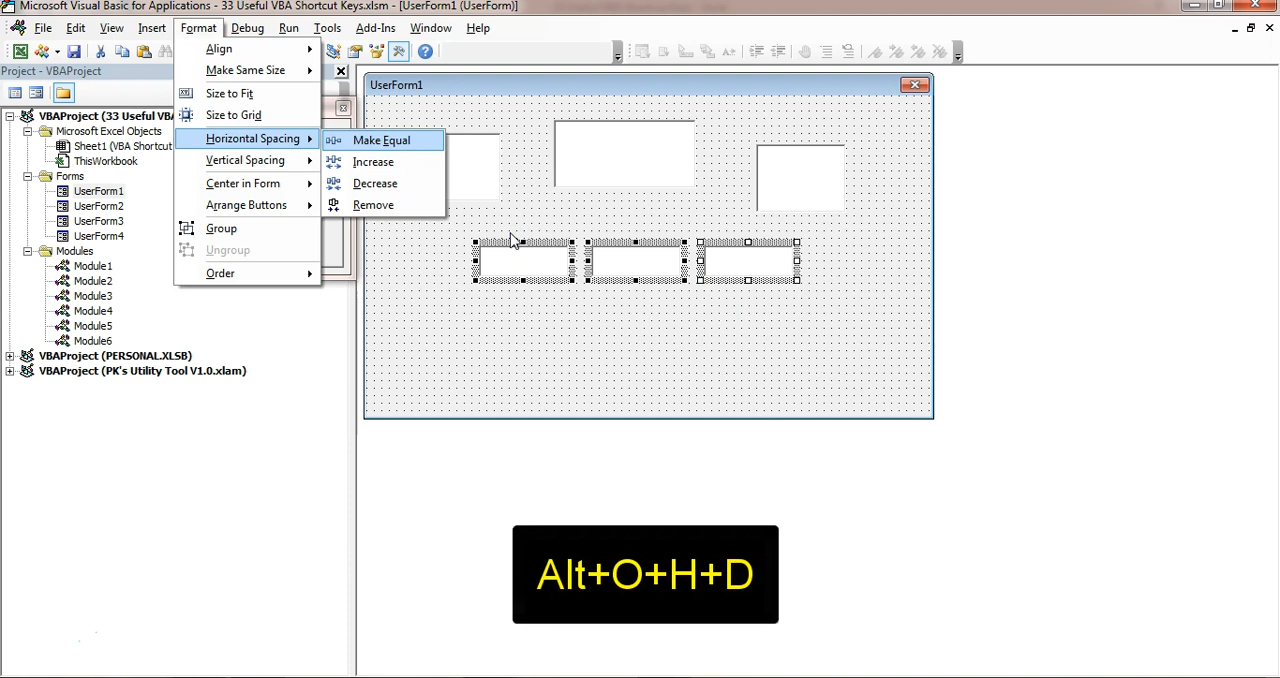 Microsoft Visual Basic for Applications - 33 Useful VBA Shortcut Keys.xlsm - [UserForm1 (UserForm)]
File Edit View Insert Format Debug Run Tools Add-Ins Window Help
Project - VBAProject
VBAProject (33 Useful VBA
Microsoft Excel Objects
Sheet1 (VBA Shortcut
ThisWorkbook
Forms
UserForm1
UserForm2
UserForm3
UserForm4
Modules
Module1
Module2
Module3
Module4
Module5
Module6
VBAProject (PERSONAL.XLSB)
VBAProject (PK's Utility Tool V1.0.xlam)
Align
Make Same Size
Size to Fit
Size to Grid
Horizontal Spacing
Vertical Spacing
Center in Form
Arrange Buttons
Group
Ungroup
Order
Make Equal
Increase
Decrease
Remove
UserForm1
Alt+O+H+D